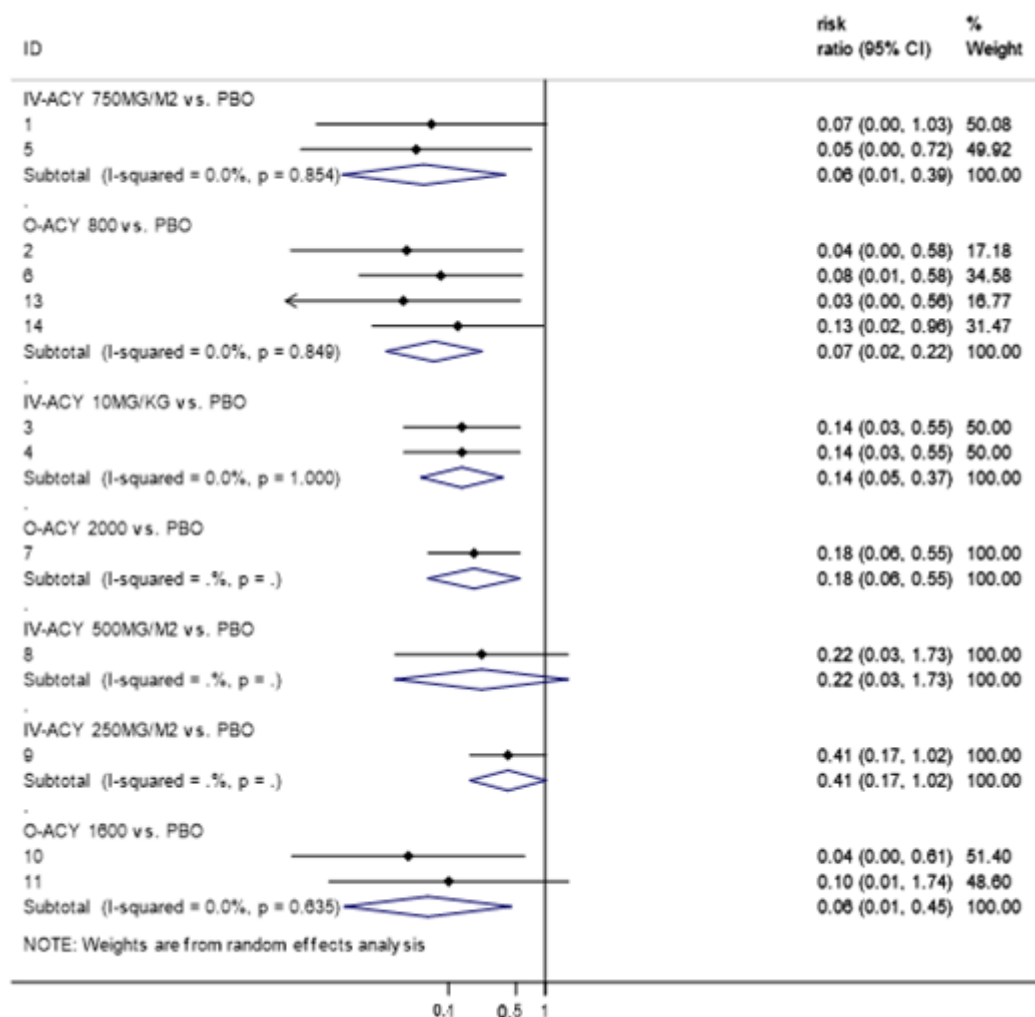 risk %
ID ratio (95% CI) Weight
IV-ACY 750MG/M2 vs. PBO
1 0.07 (0.00, 1.03) 50.08
5 0.05 (0.00, 0.72) 49.92
Subtotal (I-squared = 0.0%, p = 0.854) 0.06 (0.01, 0.39) 100.00
.
O-ACY 800 vs. PBO
2 0.04 (0.00, 0.58) 17.18
6 0.08 (0.01, 0.58) 34.58
13 0.03 (0.00, 0.56) 16.77
14 0.13 (0.02, 0.96) 31.47
Subtotal (I-squared = 0.0%, p = 0.849) 0.07 (0.02, 0.22) 100.00
.
IV-ACY 10MG/KG vs. PBO
3 0.14 (0.03, 0.55) 50.00
4 0.14 (0.03, 0.55) 50.00
Subtotal (I-squared = 0.0%, p = 1.000) 0.14 (0.05, 0.37) 100.00
.
O-ACY 2000 vs. PBO
7 0.18 (0.06, 0.55) 100.00
Subtotal (I-squared = .%, p = .) 0.18 (0.06, 0.55) 100.00
.
IV-ACY 500MG/M2 vs. PBO
8 0.22 (0.03, 1.73) 100.00
Subtotal (I-squared = .%, p = .) 0.22 (0.03, 1.73) 100.00
.
IV-ACY 250MG/M2 vs. PBO
9 0.41 (0.17, 1.02) 100.00
Subtotal (I-squared = .%, p = .) 0.41 (0.17, 1.02) 100.00
.
O-ACY 1600 vs. PBO
10 0.04 (0.00, 0.61) 51.40
11 0.10 (0.01, 1.74) 48.60
Subtotal (I-squared = 0.0%, p = 0.635) 0.06 (0.01, 0.45) 100.00
NOTE: Weights are from random effects analysis
0.1 0.5 1